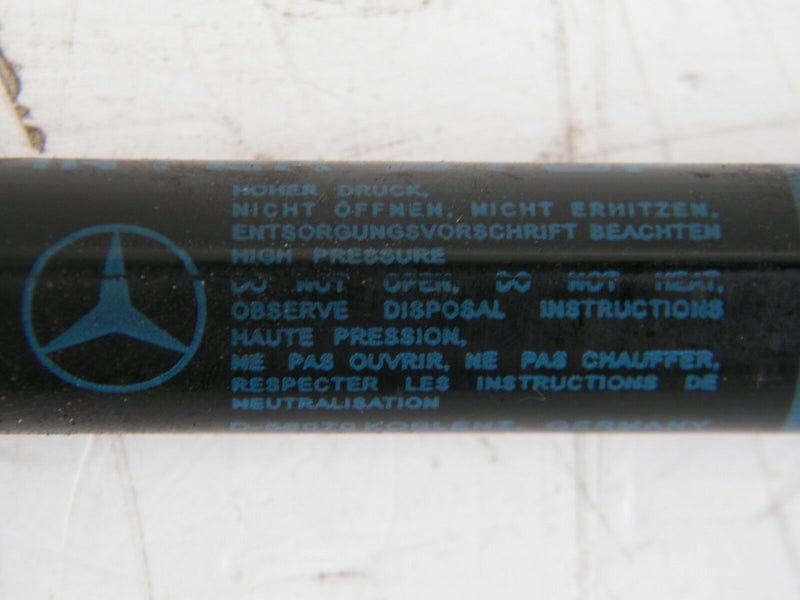 HOHER DRUCK,
NICHT ÖFFNEN, NICHT ERHITZEN,
ENTSORGUNGSVORSCHRIFT BEACHTEN
HIGH PRESSURE
DO NOT OPEN, DO NOT HEAT,
OBSERVE DISPOSAL INSTRUCTIONS
HAUTE PRESSION,
NE PAS OUVRIR, NE PAS CHAUFFER,
RESPECTER LES INSTRUCTIONS DE
NEUTRALISATION
D-56070 KOBLENZ, GERMANY